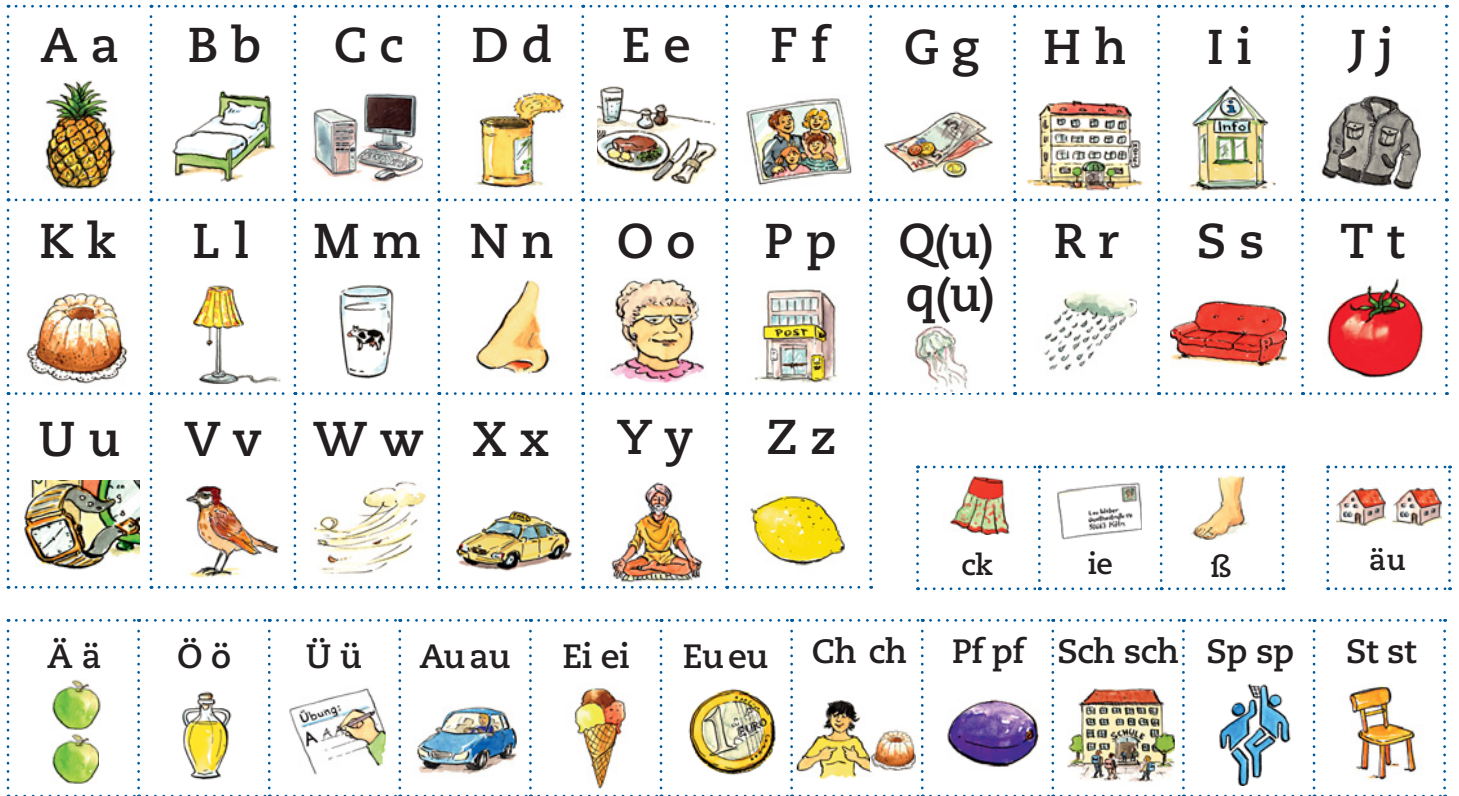 A a
B b
C c
D d
E e
F f
G g
H h
I i
J j
i
Info
K k
L l
M m
N n
O o
P p
Q(u)
q(u)
R r
S s
T t
POST
U u
V v
W w
X x
Y y
Z z
ck
ie
ß
äu
Ä ä
Ö ö
Ü ü
Au au
Ei ei
Eu eu
Ch ch
Pf pf
Sch sch
Sp sp
St st
Übung:
A A A
1
EURO
SCHULE